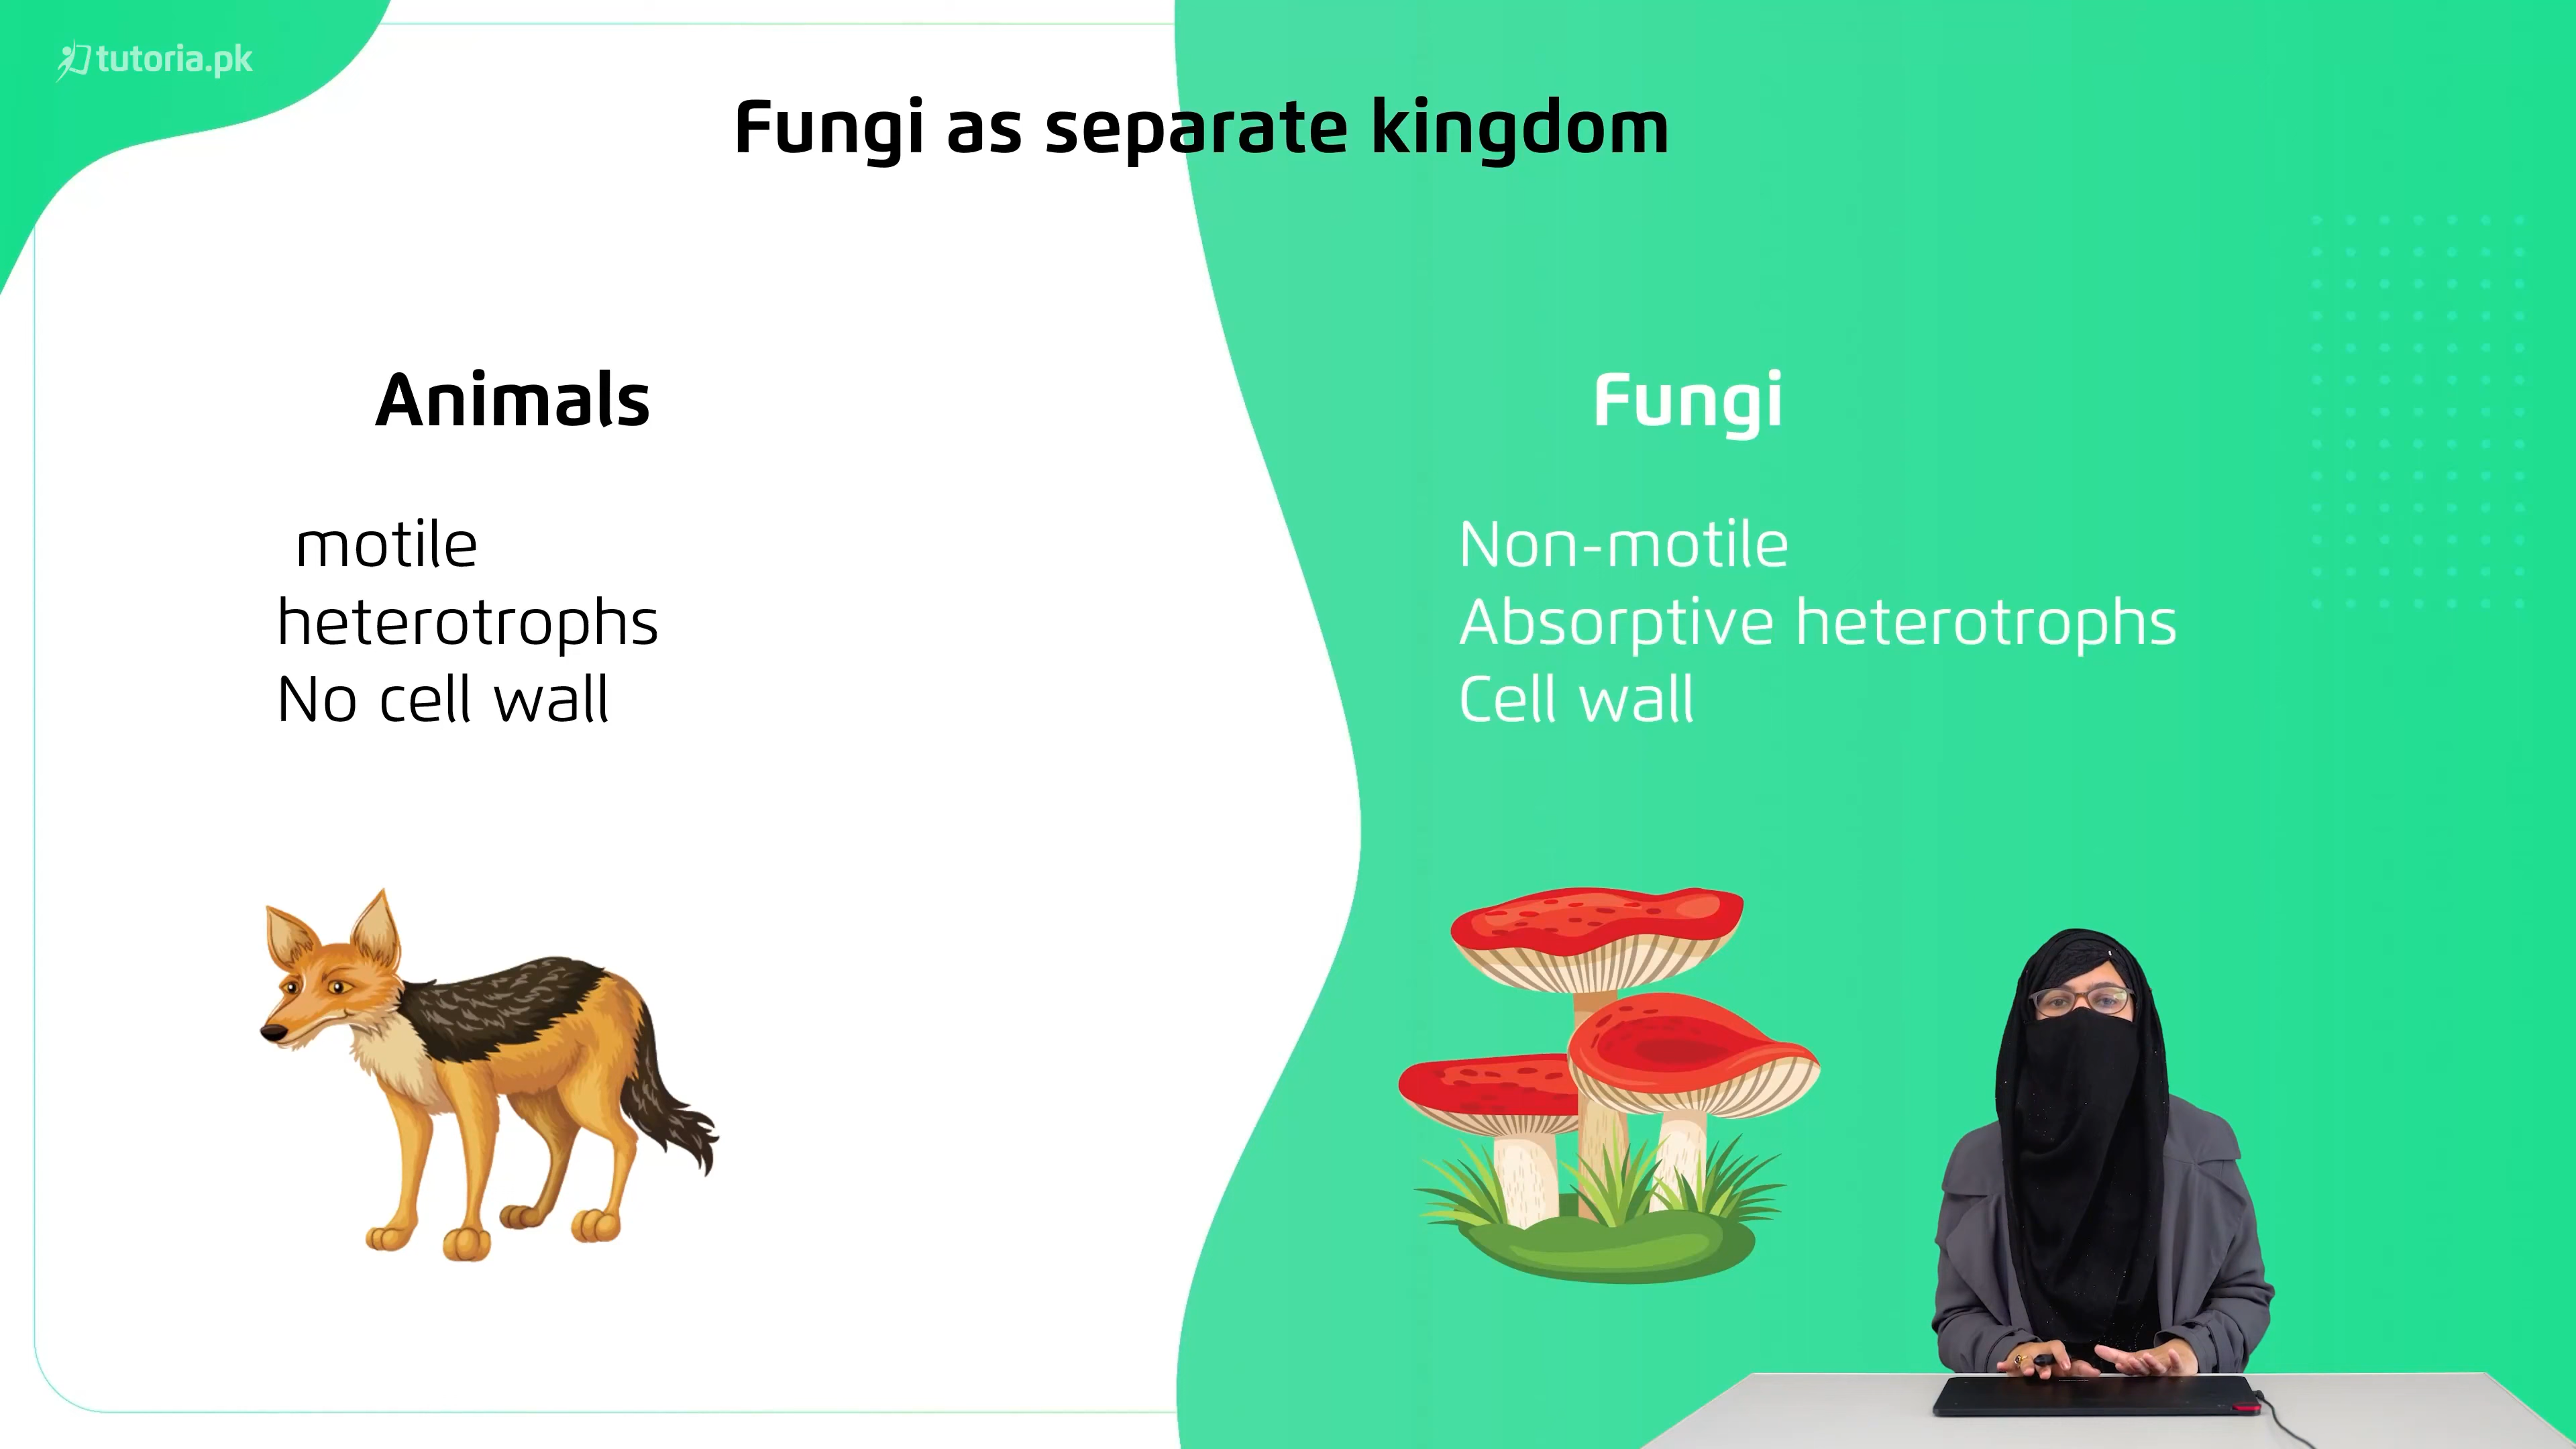 tutoria.pk
Fungi as separate kingdom
Animals
motile
heterotrophs
No cell wall
Fungi
Non-motile
Absorptive heterotrophs
Cell wall